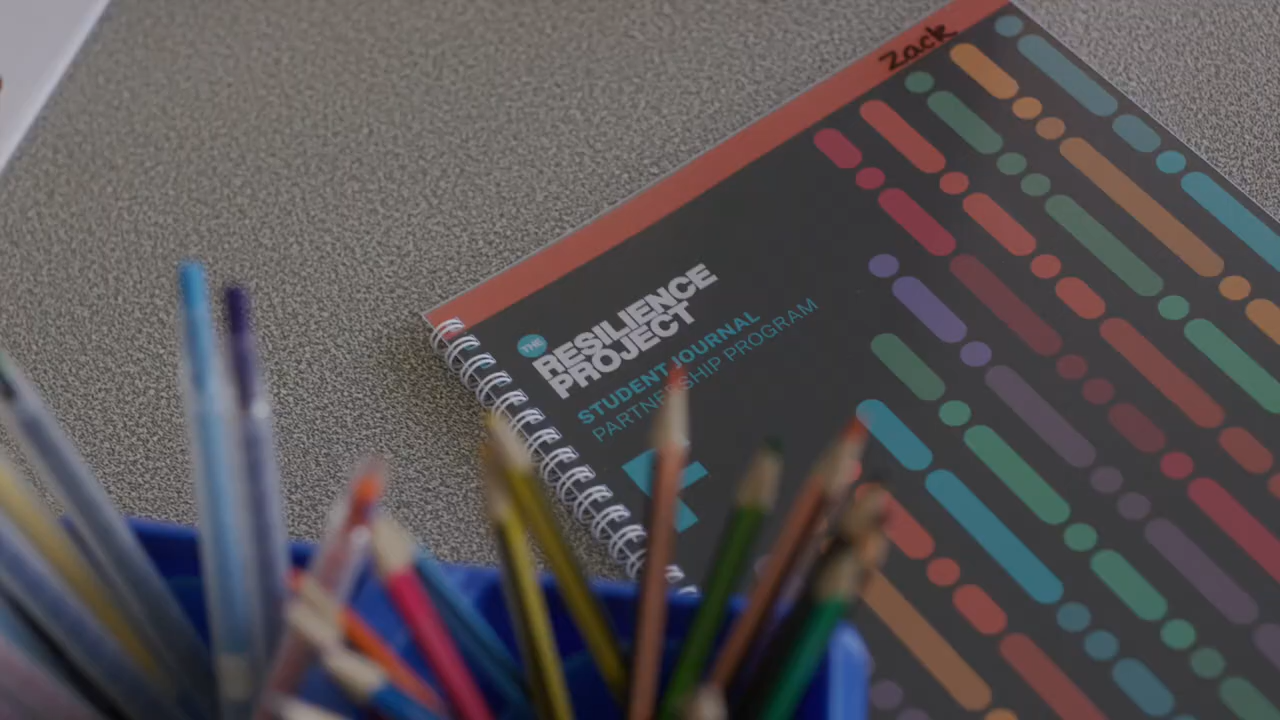 Zack
THE
RESILIENCE
PROJECT
STUDENT JOURNAL
PARTNERSHIP PROGRAM